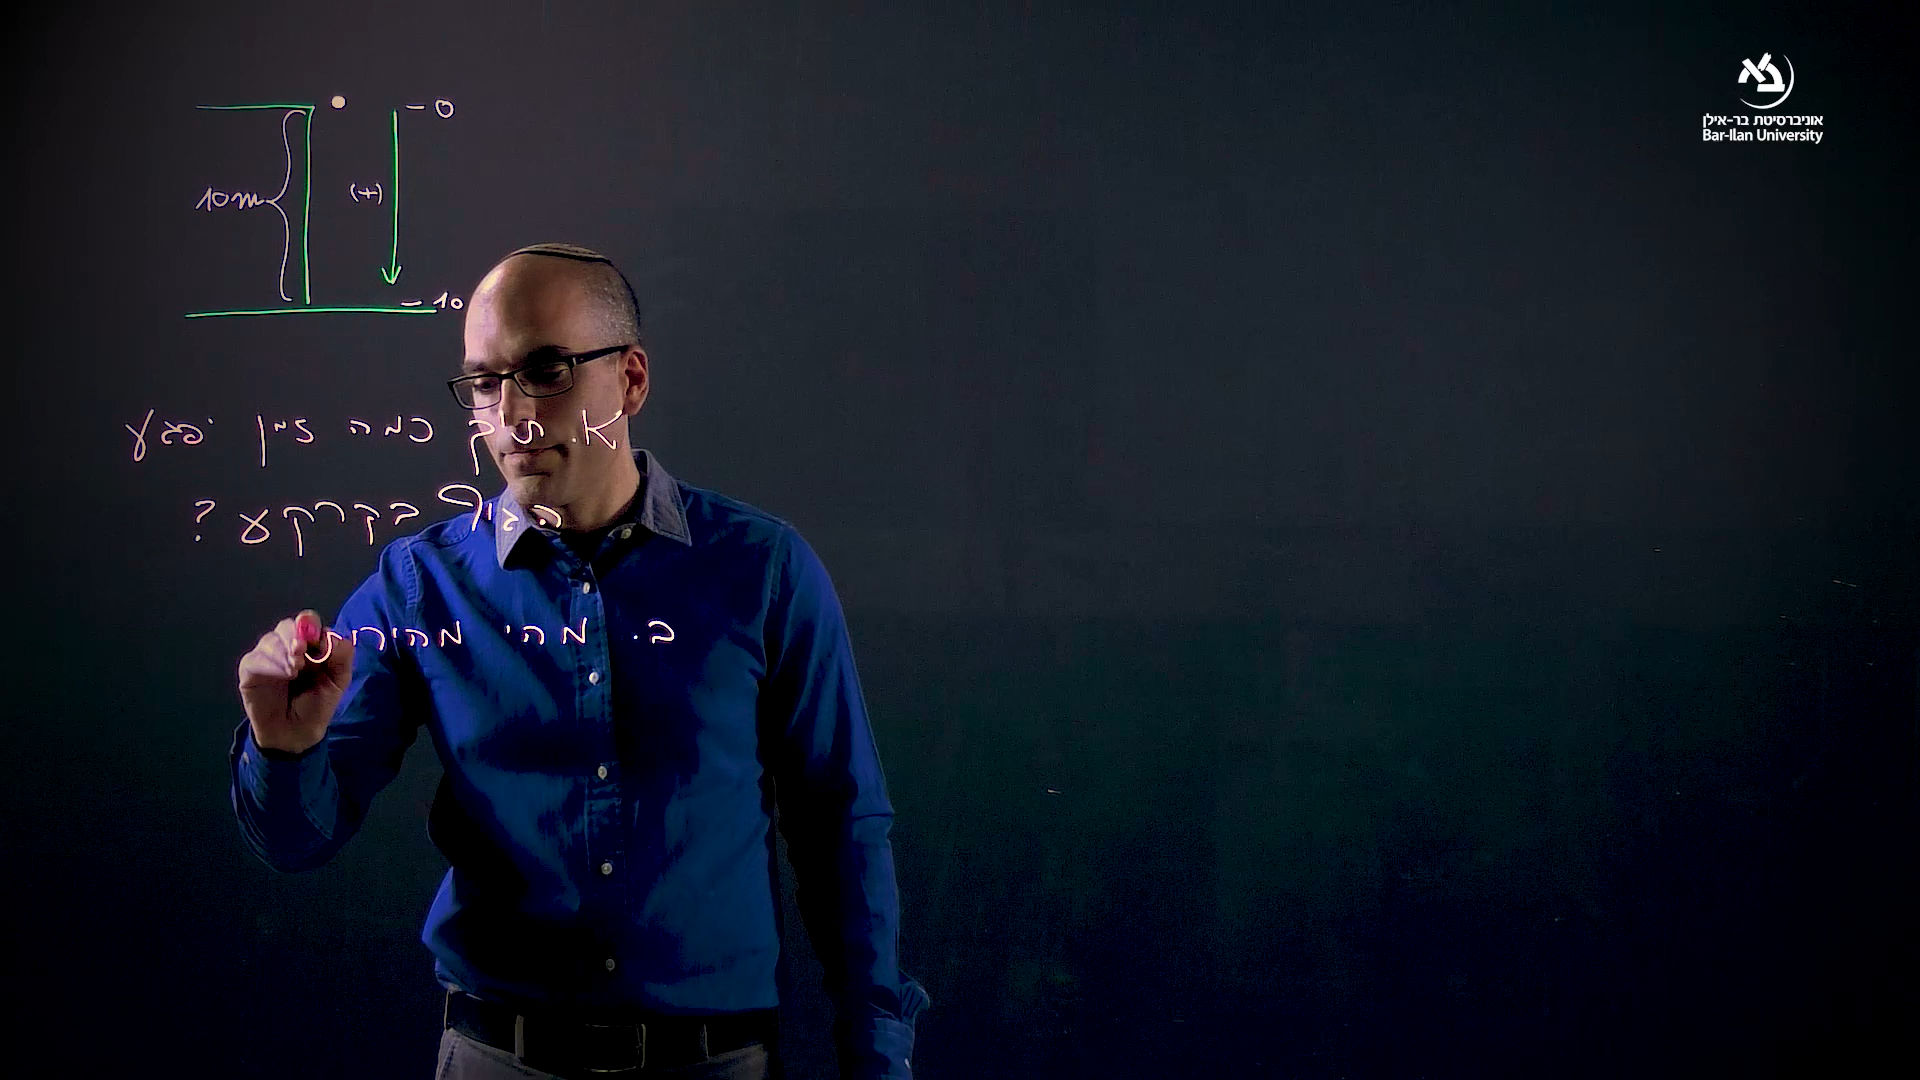 - 0
10m
(+)
- 10
א. תוך כמה זמן יפגע
הגוף בקרקע?
ב. מהי מהירות
אוניברסיטת בר-אילן
Bar-Ilan University